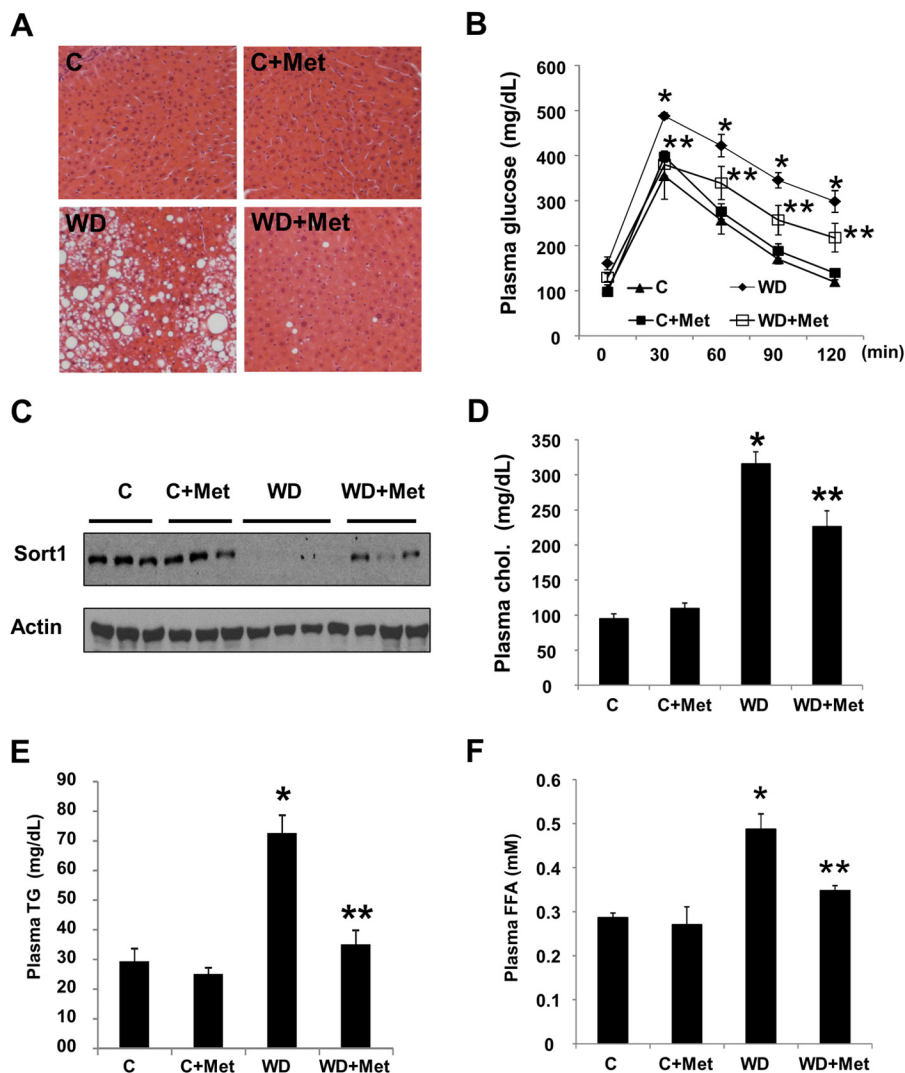 A
C
C+Met
WD
WD+Met
B
Plasma glucose (mg/dL)
600
500
400
300
200
100
0
*
*
*
*
**
**
**
**
C
WD
C+Met
WD+Met
0 30 60 90 120 (min)
C
C C+Met WD WD+Met
Sort1
Actin
D
Plasma chol. (mg/dL)
350
300
250
200
150
100
50
0
*
**
C C+Met WD WD+Met
E
Plasma TG (mg/dL)
90
80
70
60
50
40
30
20
00
*
**
C C+Met WD WD+Met
F
Plasma FFA (mM)
0.6
0.5
0.4
0.3
0.2
0.1
0
*
**
C C+Met WD WD+Met